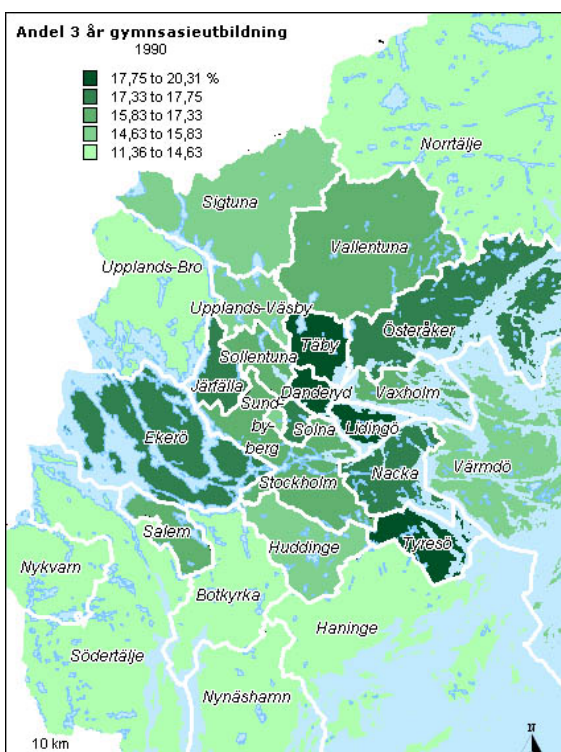 Andel 3 år gymnsasieutbildning
1990
17,75 to 20,31 %
17,33 to 17,75
15,83 to 17,33
14,63 to 15,83
11,36 to 14,63
Norrtälje
Sigtuna
Vallentuna
Upplands-Bro
Upplands-Väsby
Österåker
Täby
Sollentuna
Järfälla
Danderyd
Vaxholm
Sund-
by-
berg
Solna
Lidingö
Ekerö
Nacka
Värmdö
Stockholm
Salem
Huddinge
Tyresö
Nykvarn
Botkyrka
Haninge
Södertälje
Nynäshamn
10 km
N